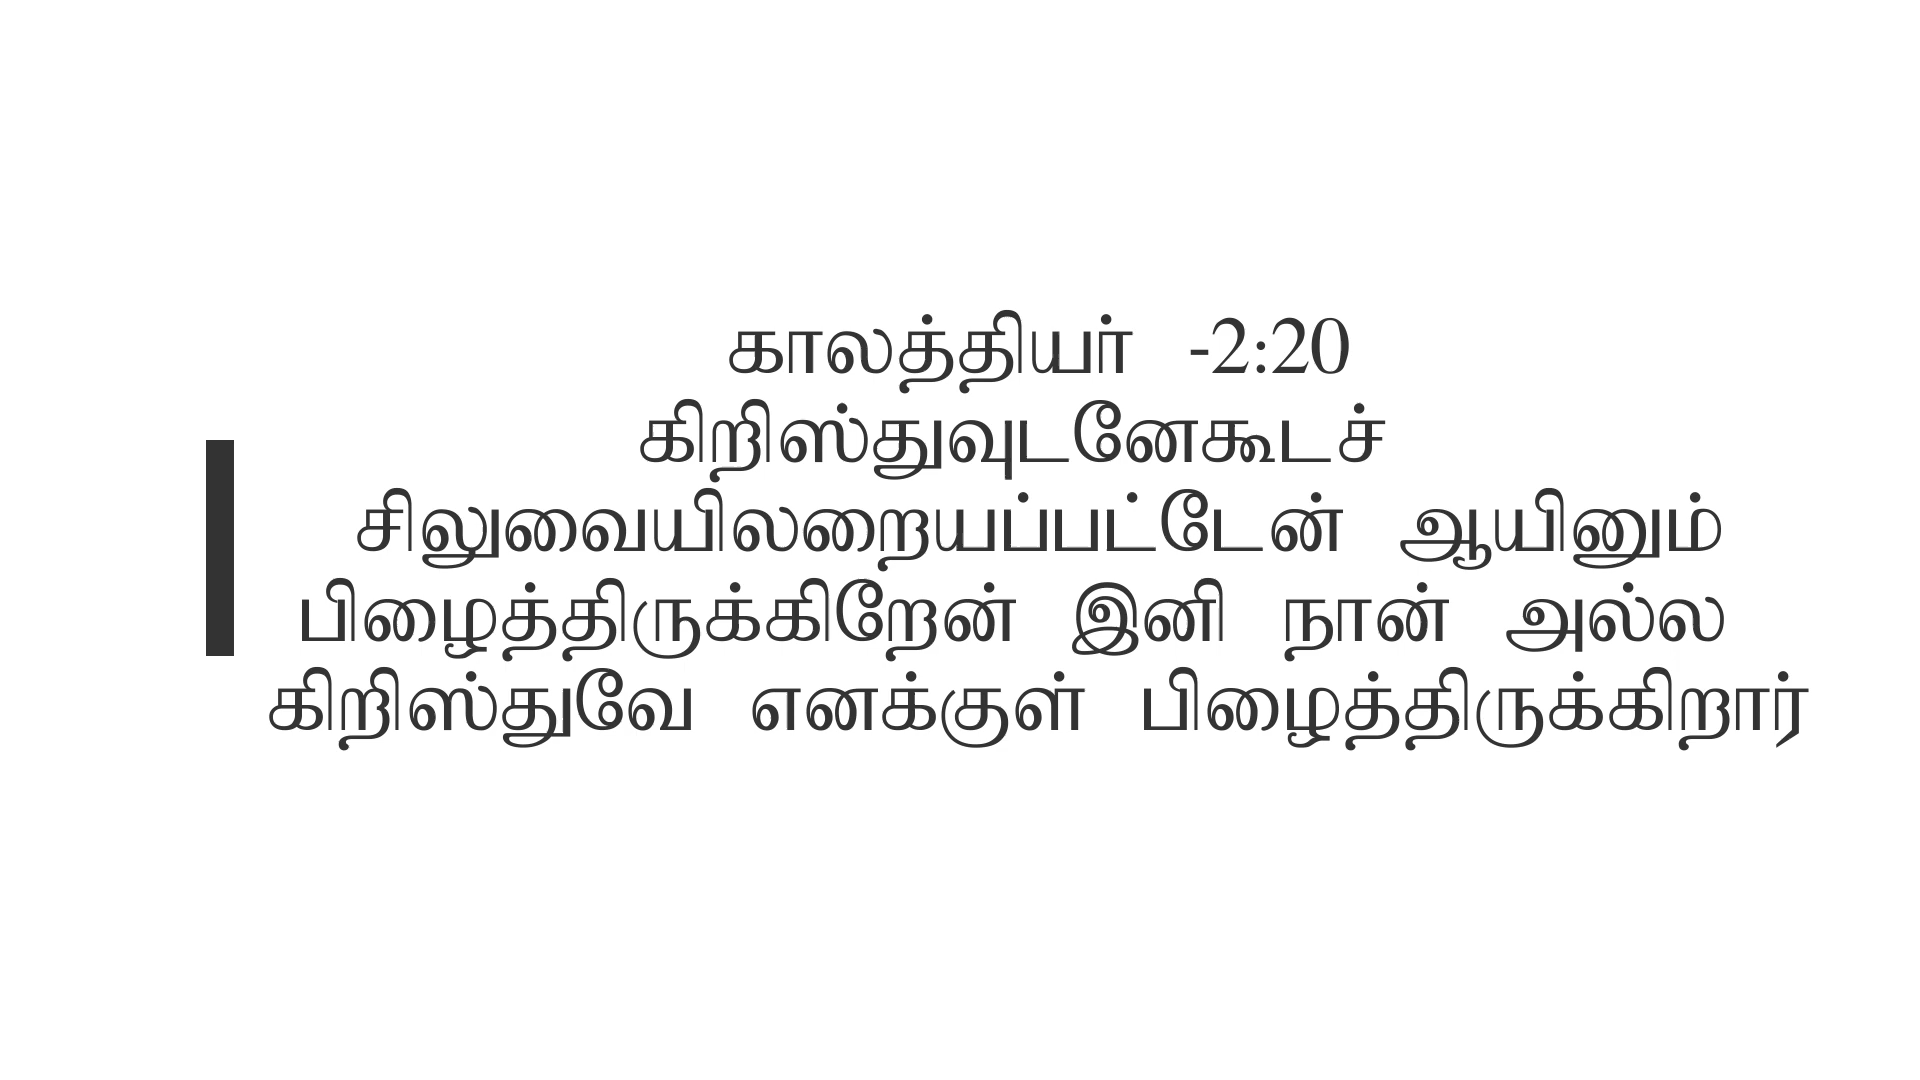 காலத்தியர் -2:20
கிறிஸ்துவுடனேகூடச்
சிலுவையிலறையப்பட்டேன் ஆயினும்
பிழைத்திருக்கிறேன் இனி நான் அல்ல
கிறிஸ்துவே எனக்குள் பிழைத்திருக்கிறார்